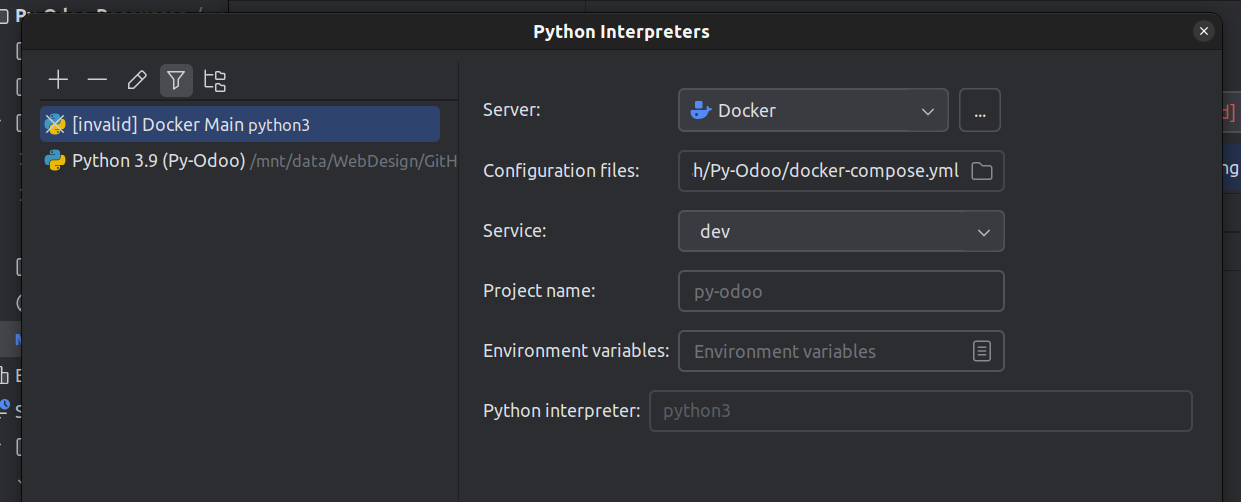 Python Interpreters
[invalid] Docker Main python3
Python 3.9 (Py-Odoo) /mnt/data/WebDesign/GitH
Server:
Docker
...
Configuration files:
h/Py-Odoo/docker-compose.yml
Service:
dev
Project name:
py-odoo
Environment variables:
Environment variables
Python interpreter:
python3